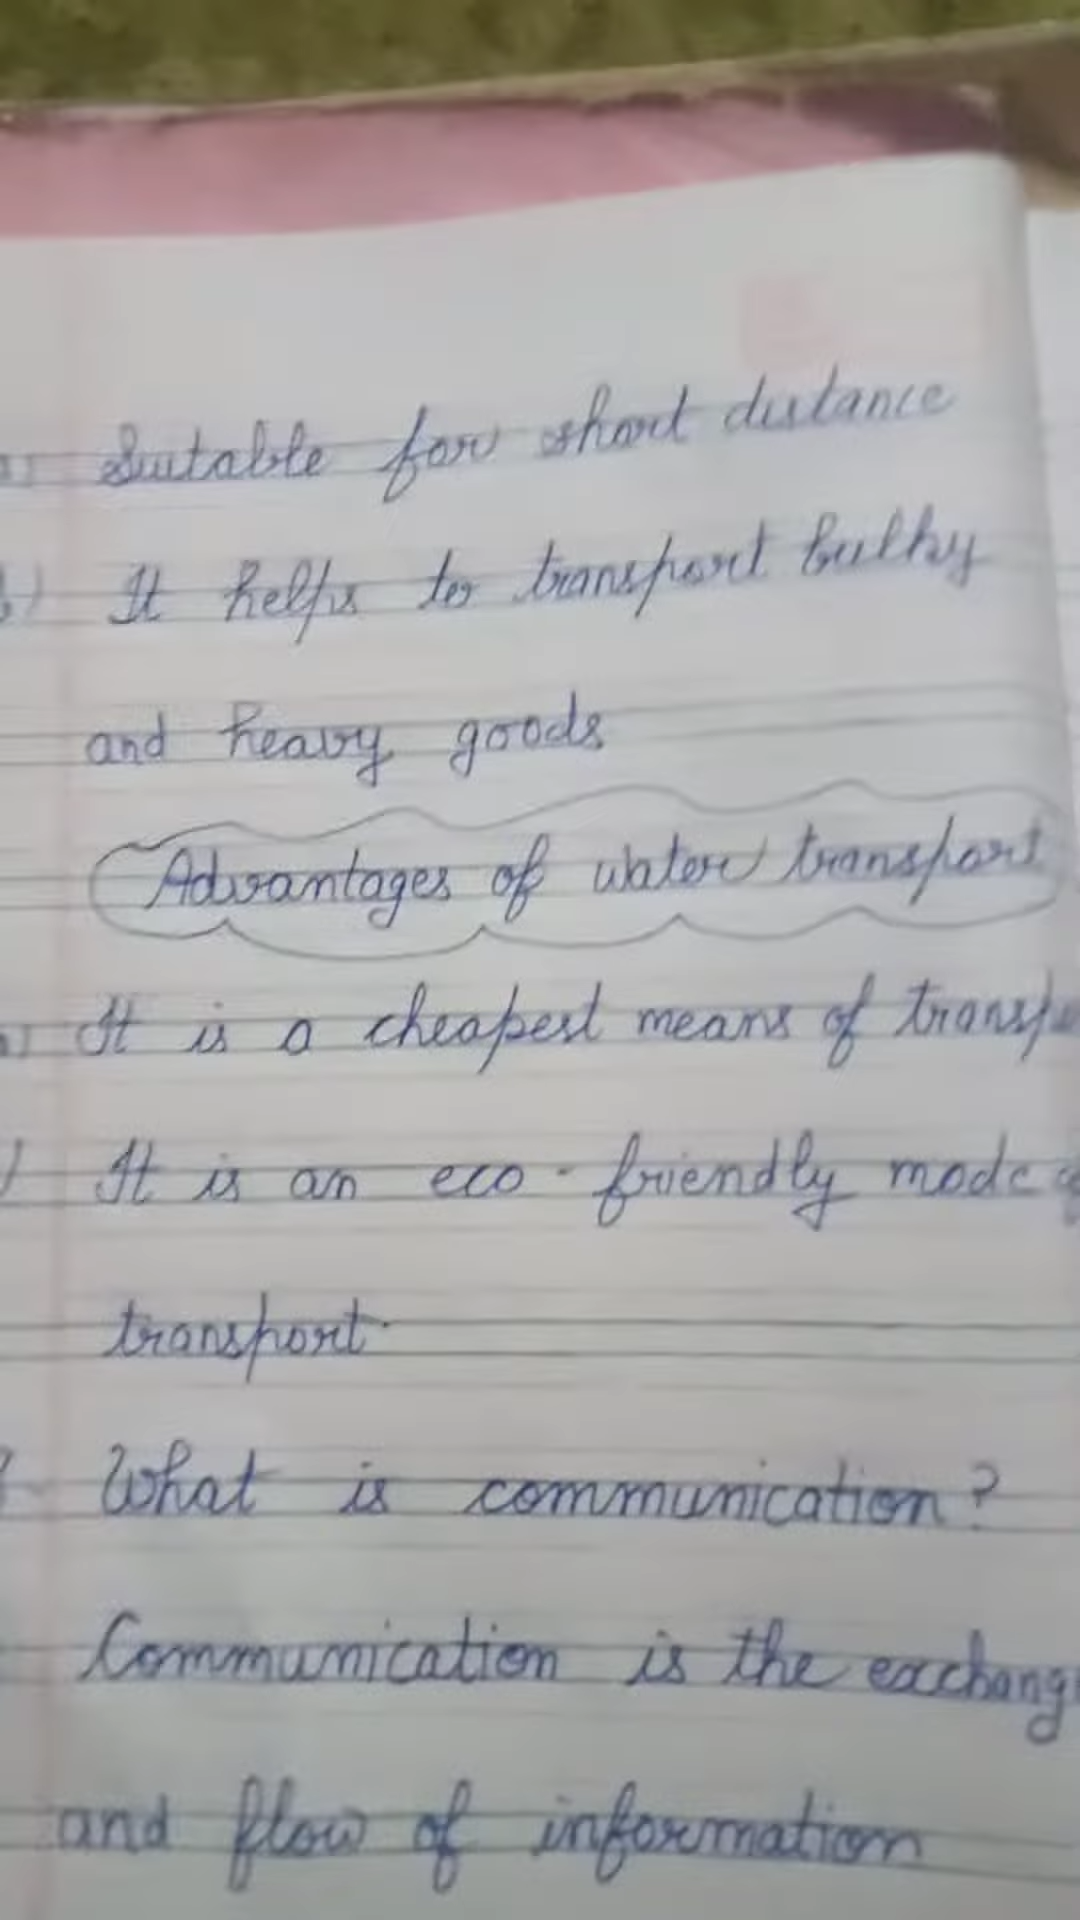 Suitable for short distance
It helps to transport bulky
and heavy goods
Advantages of water transport
It is a cheapest means of
It is an eco-friendly mode
transport.
What is communication?
Communication is the
and flow of information